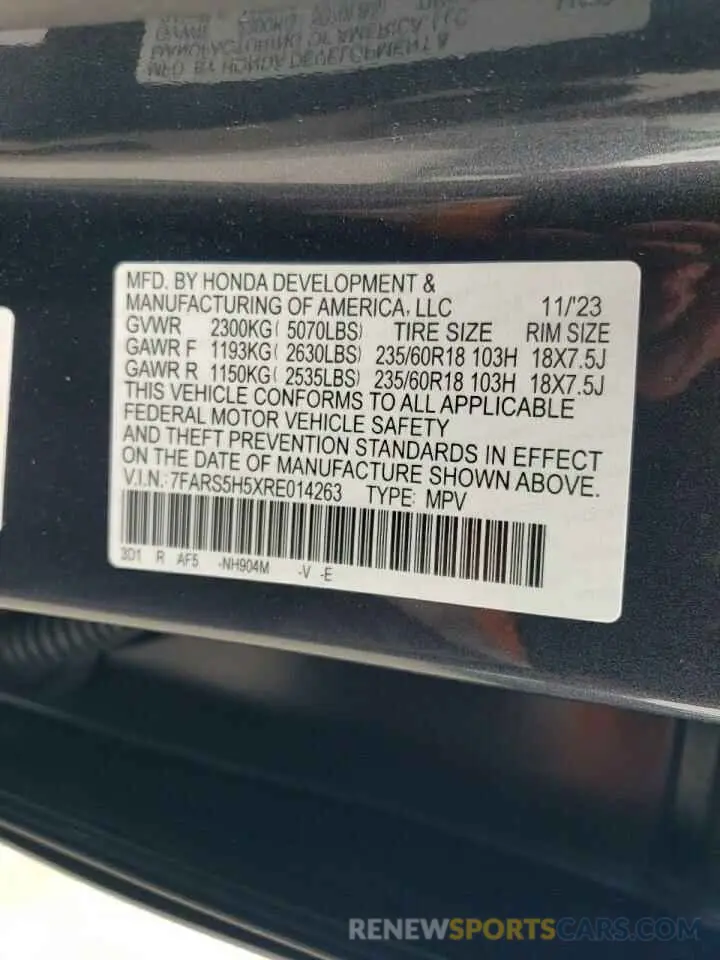 MFD. BY HONDA DEVELOPMENT &
MANUFACTURING OF AMERICA, LLC 11/'23
GVWR 2300KG( 5070LBS) TIRE SIZE RIM SIZE
GAWR F 1193KG( 2630LBS) 235/60R18 103H 18X7.5J
GAWR R 1150KG( 2535LBS) 235/60R18 103H 18X7.5J
THIS VEHICLE CONFORMS TO ALL APPLICABLE
FEDERAL MOTOR VEHICLE SAFETY
AND THEFT PREVENTION STANDARDS IN EFFECT
ON THE DATE OF MANUFACTURE SHOWN ABOVE.
V.I.N.: 7FARS5H5XRE014263 TYPE: MPV
3D1 R AF5 -NH904M -V -E
RENEWSPORTSCAR.COM